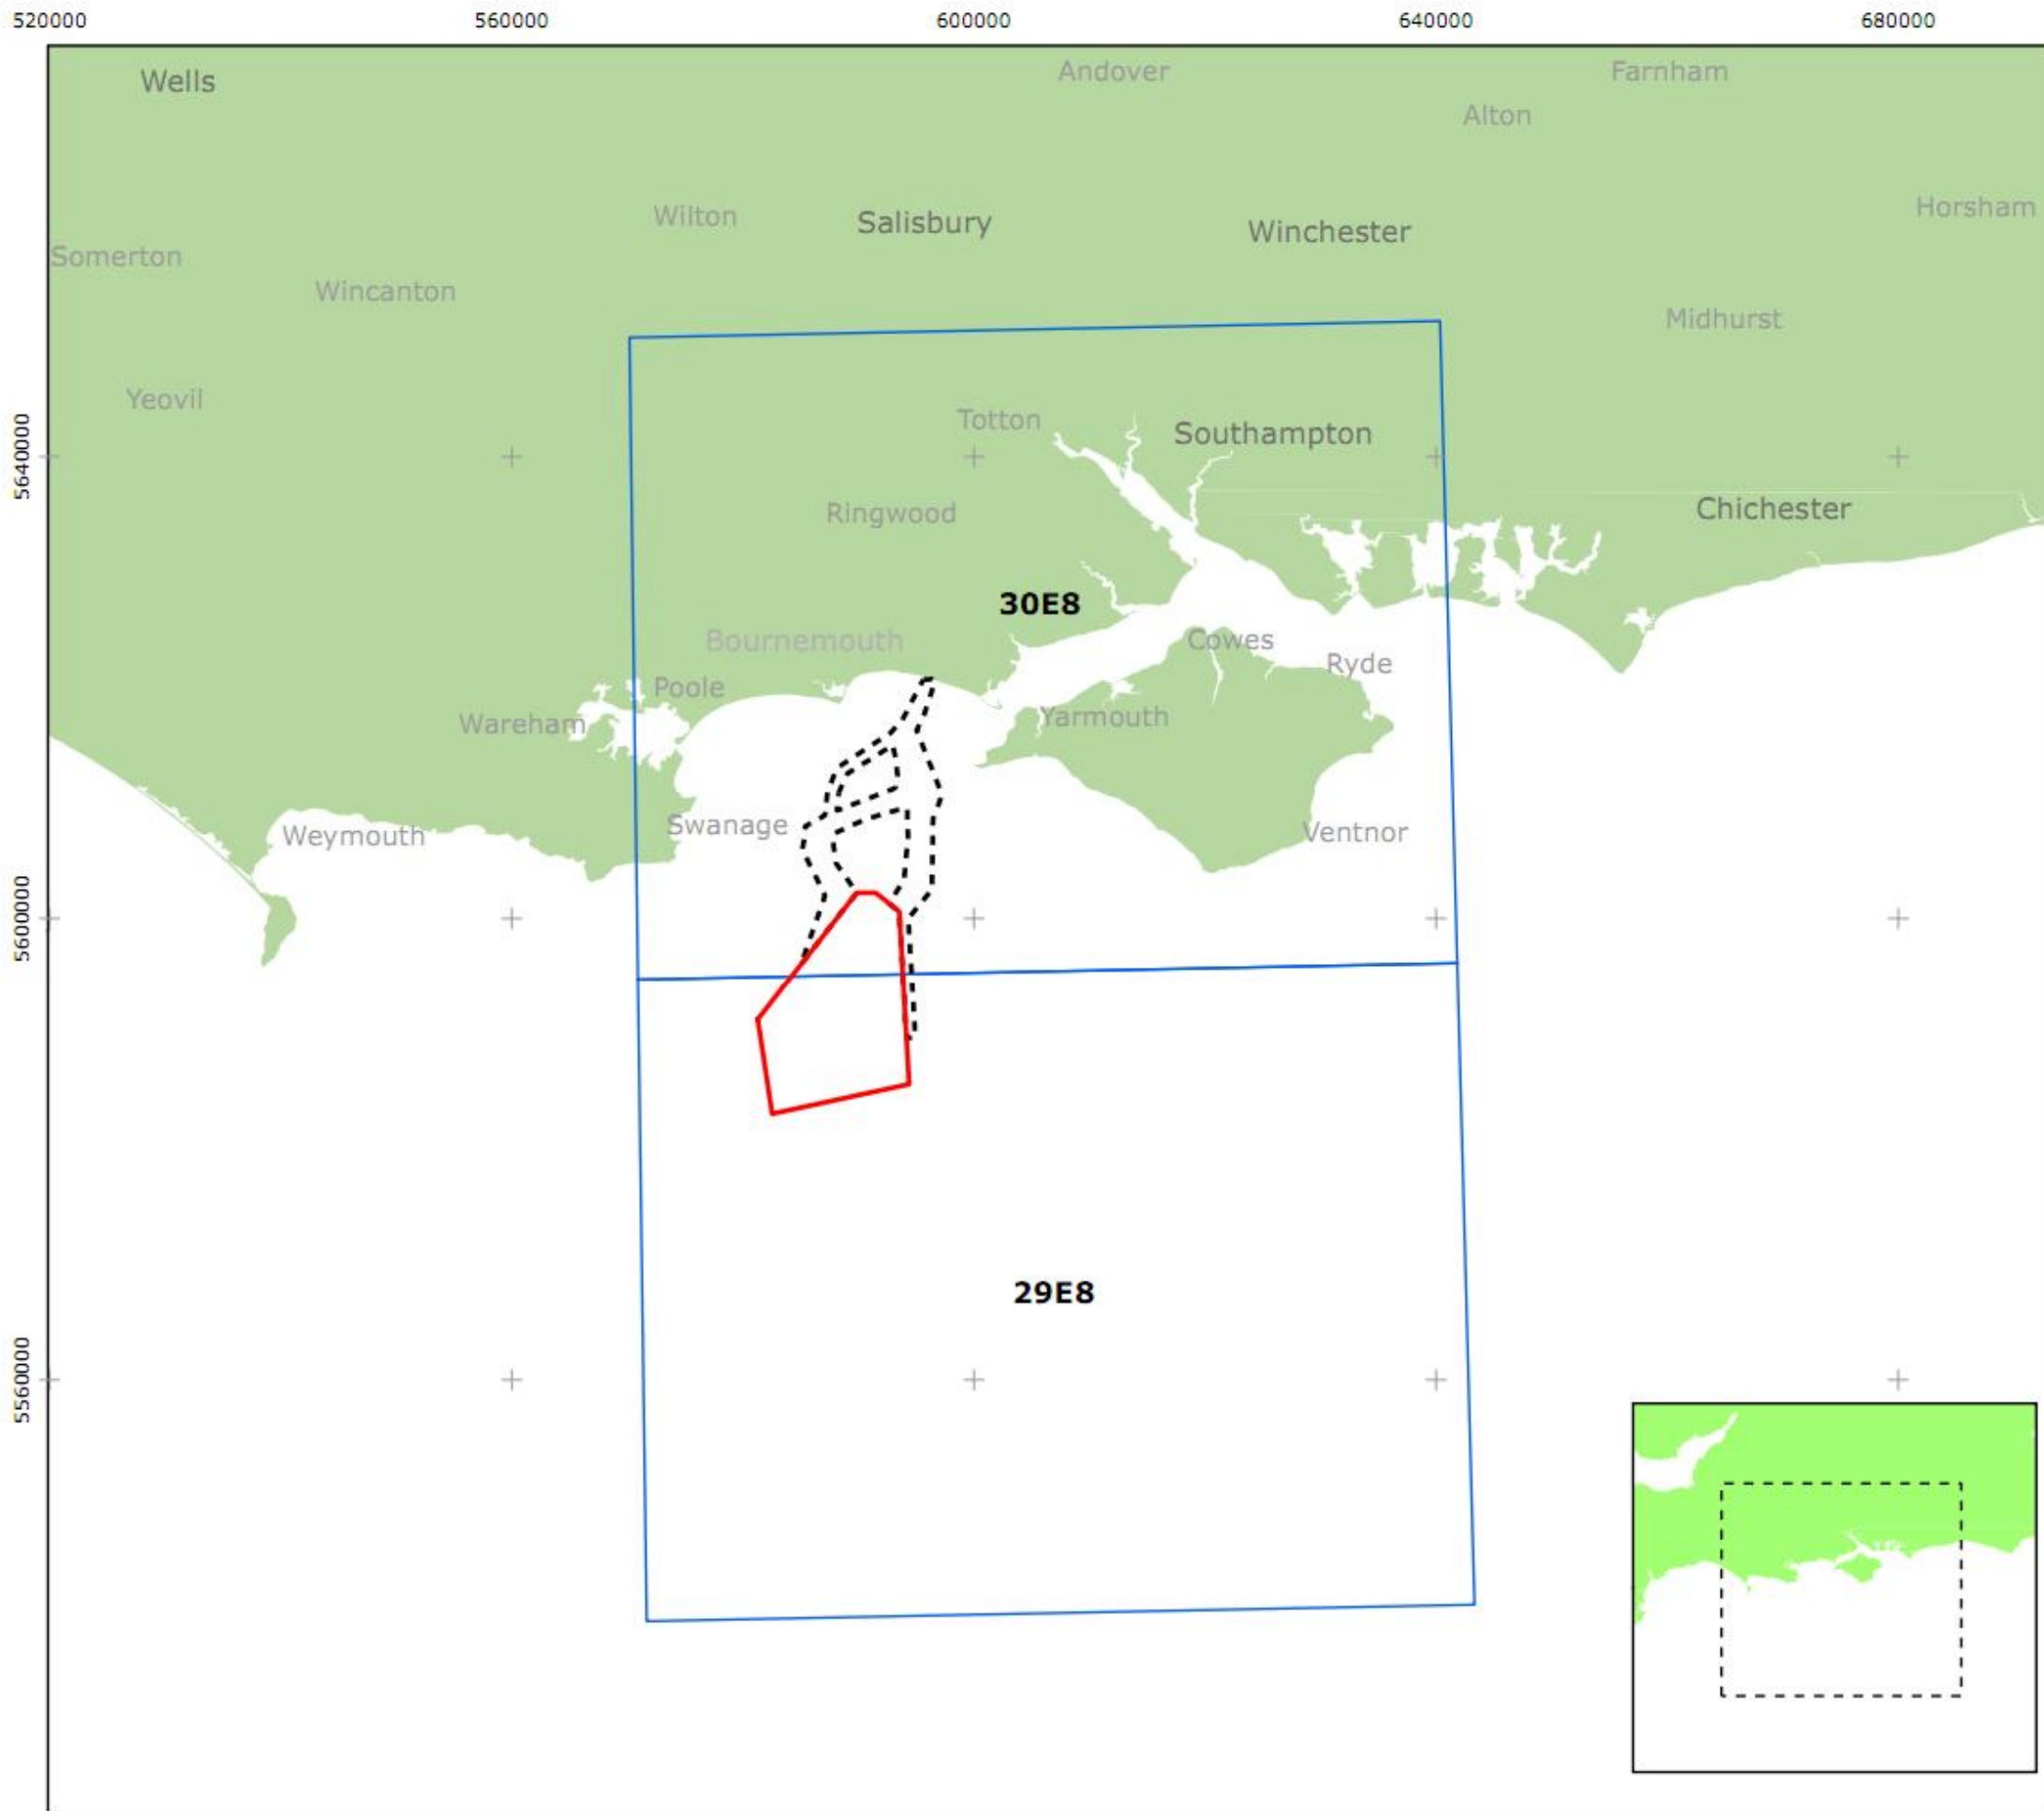 520000 560000 600000 640000 680000
Wells
Andover
Farnham
Alton
Wilton
Salisbury
Winchester
Horsham
Somerton
Wincanton
Midhurst
Yeovil
Totton
Southampton
5640000
Ringwood
Chichester
30E8
Bournemouth
Cowes
Ryde
Poole
Wareham
Yarmouth
Swanage
Weymouth
Ventnor
5600000
29E8
5560000